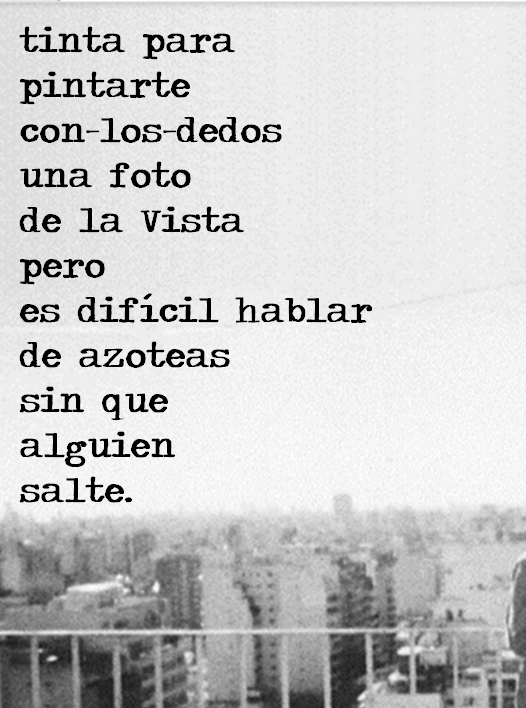 tinta para
pintarte
con-los-dedos
una foto
de la Vista
pero
es difícil hablar
de azoteas
sin que
alguien
salte.